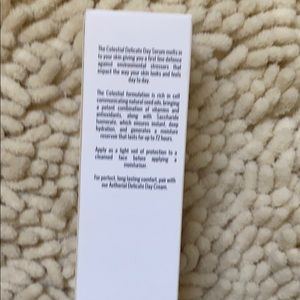 The Celestial Delicate Day Serum melts in
to your skin giving you a first line defence
against environmental stressors that
impact the way your skin looks and feels
day to day.
The Celestial formulation is rich in cell
communicating natural seed oils, bringing
a potent combination of vitamins and
antioxidants, along with Saccharide
Isomerate, which ensures instant, deep
hydration, and generates a moisture
reservoir that lasts for up to 72 hours.
Apply as a light veil of protection to a
cleansed face before applying a
moisturiser.
For perfect, long lasting comfort, pair with
our Aetherial Delicate Day Cream.